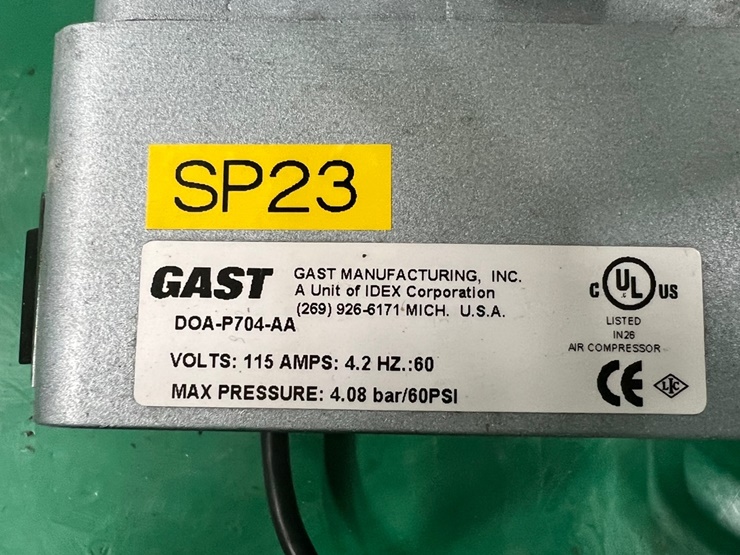 SP23
GAST
GAST MANUFACTURING, INC.
A Unit of IDEX Corporation
(269) 926-6171 MICH. U.S.A.
DOA-P704-AA
VOLTS: 115 AMPS: 4.2 HZ.:60
MAX PRESSURE: 4.08 bar/60PSI
C UL US
LISTED
IN26
AIR COMPRESSOR
CE
LIC